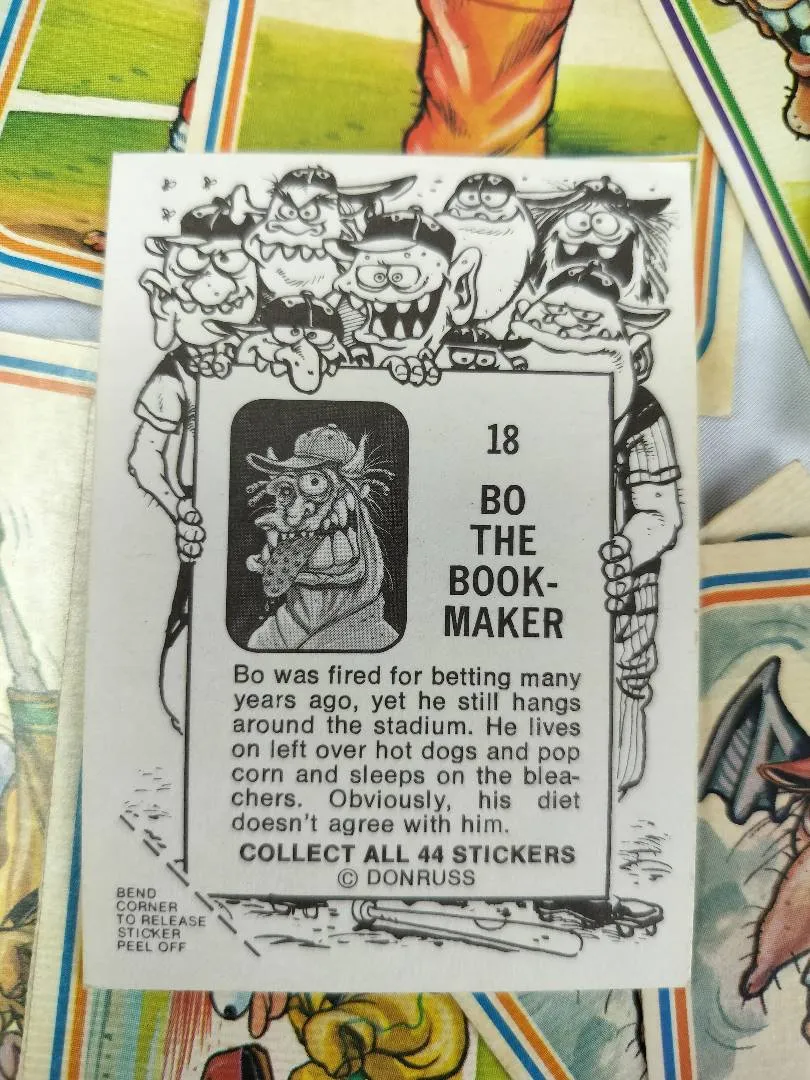 18
BO
THE
BOOK-
MAKER
Bo was fired for betting many
years ago, yet he still hangs
around the stadium. He lives
on left over hot dogs and pop
corn and sleeps on the blea-
chers. Obviously, his diet
doesn't agree with him.
COLLECT ALL 44 STICKERS
© DONRUSS
BEND
CORNER
TO RELEASE
STICKER
PEEL OFF